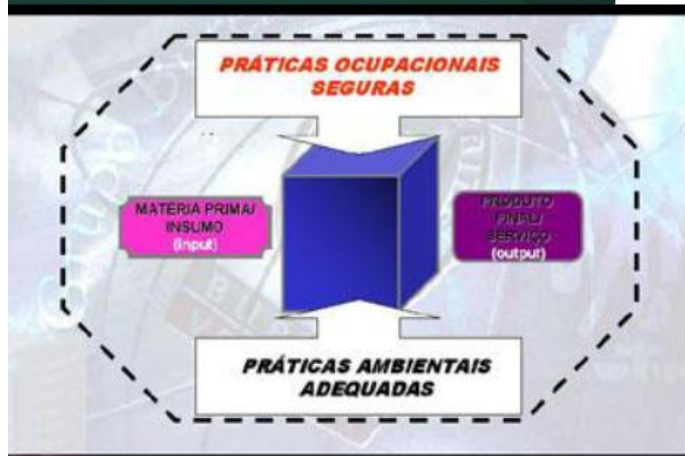 PRÁTICAS OCUPACIONAIS
SEGURAS
MATÉRIA PRIMA/
INSUMO
(input)
PRODUTO
FINAL/
SERVIÇO
(output)
PRÁTICAS AMBIENTAIS
ADEQUADAS